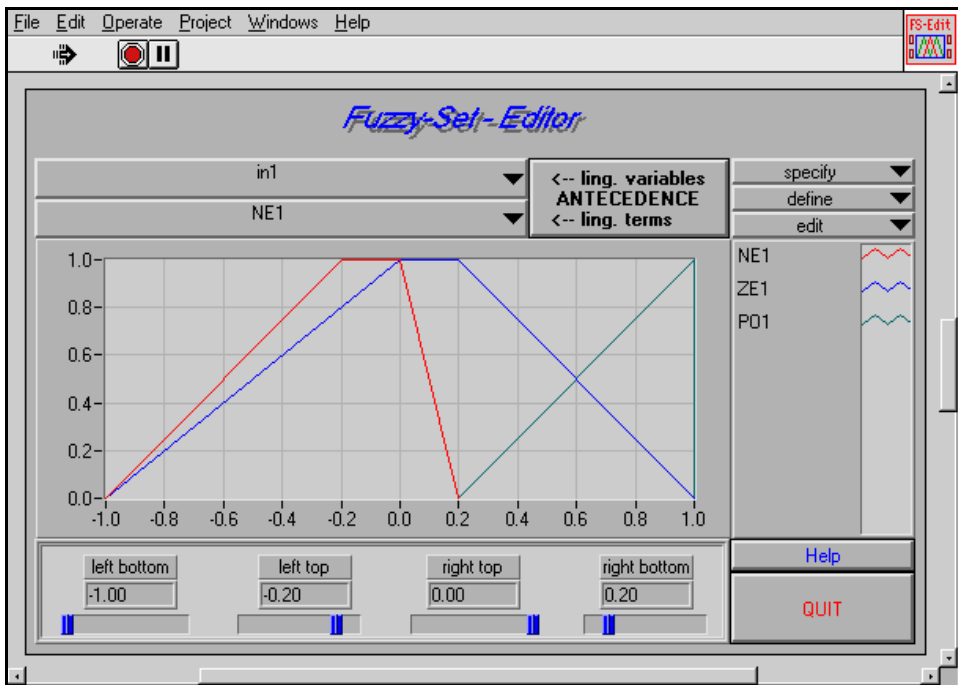 File Edit Operate Project Windows Help
FS-Edit
Fuzzy-Set-Editor
in1
NE1
<-- ling. variables
ANTECEDENCE
<-- ling. terms
specify
define
edit
1.0
0.8
0.6
0.4
0.2
0.0
-1.0 -0.8 -0.6 -0.4 -0.2 0.0 0.2 0.4 0.6 0.8 1.0
NE1
ZE1
PO1
left bottom
-1.00
left top
-0.20
right top
0.00
right bottom
0.20
Help
QUIT